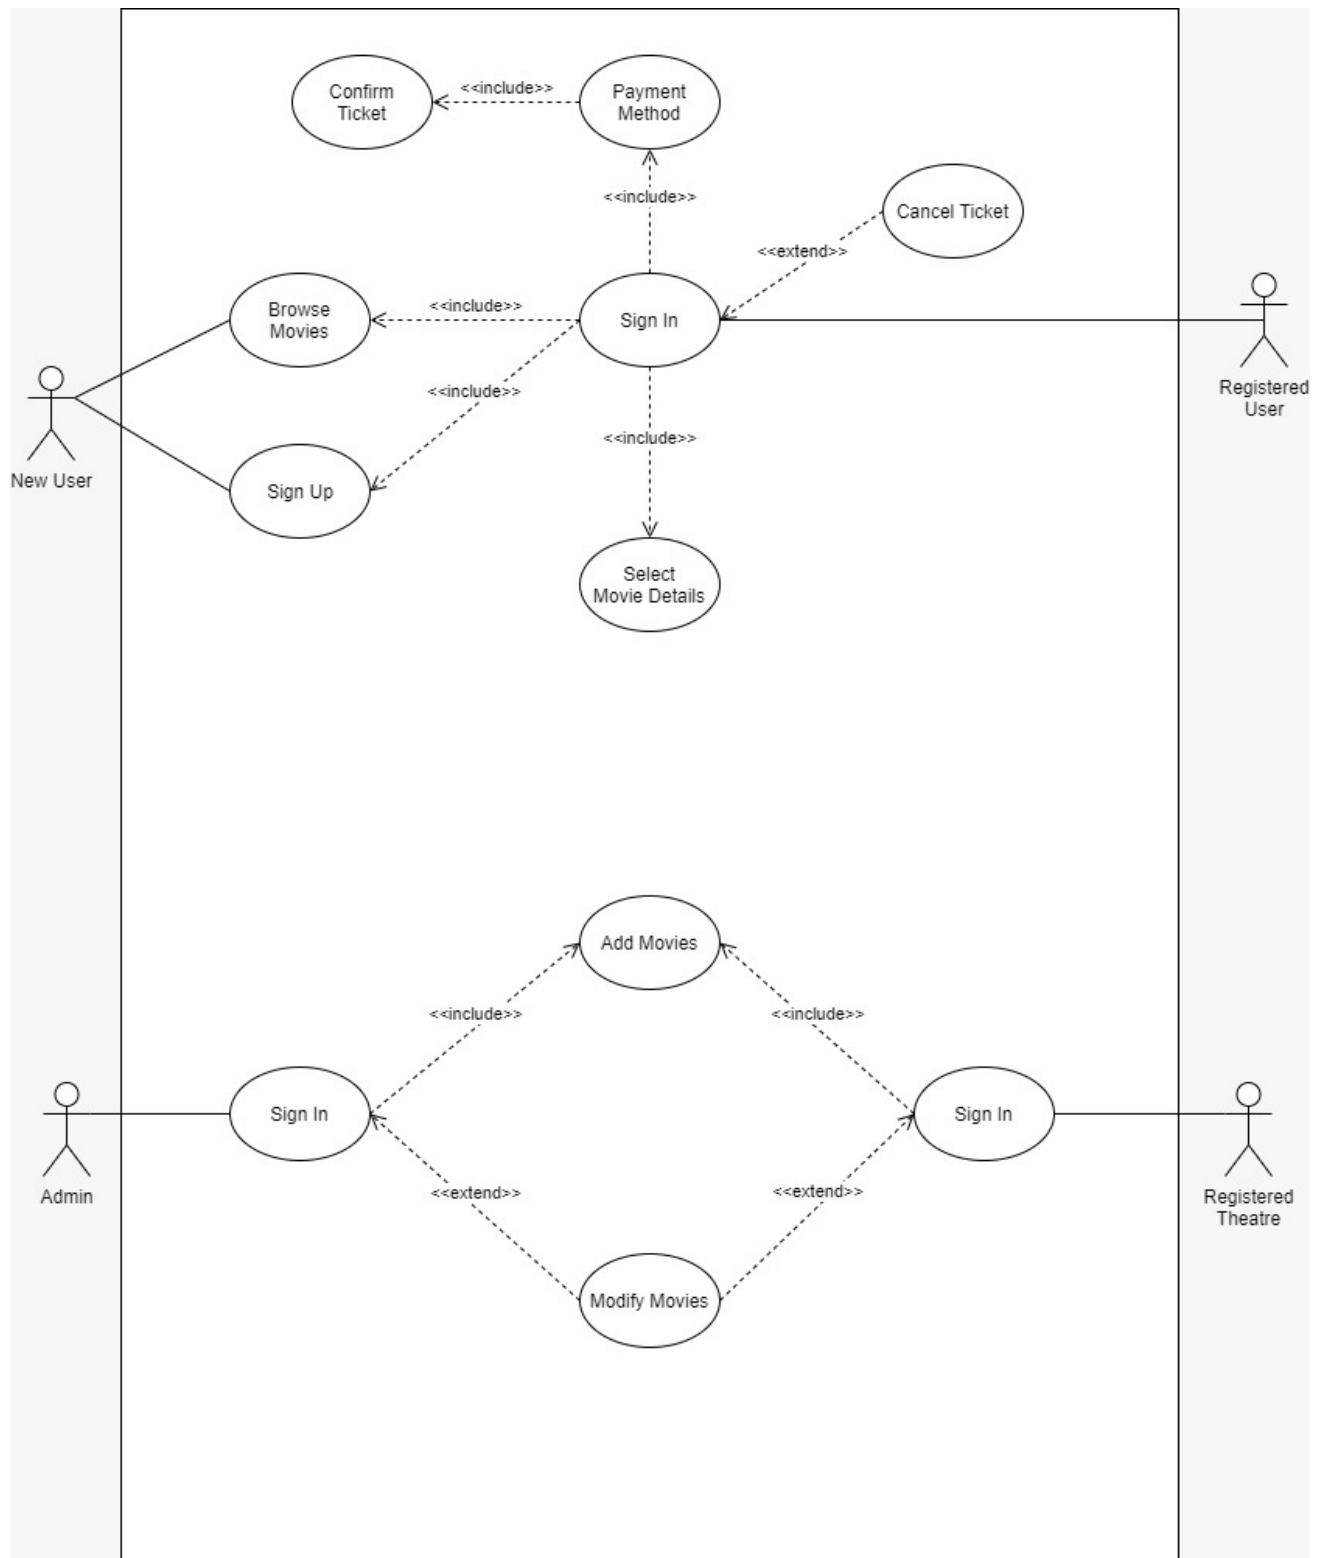 Confirm
Ticket
<<include>>
Payment
Method
<<include>>
Cancel Ticket
<<extend>>
Browse
Movies
<<include>>
Sign In
Registered
User
<<include>>
New User
Sign Up
<<include>>
Select
Movie Details
Add Movies
<<include>>
<<include>>
Admin
Sign In
Sign In
Registered
Theatre
<<extend>>
<<extend>>
Modify Movies